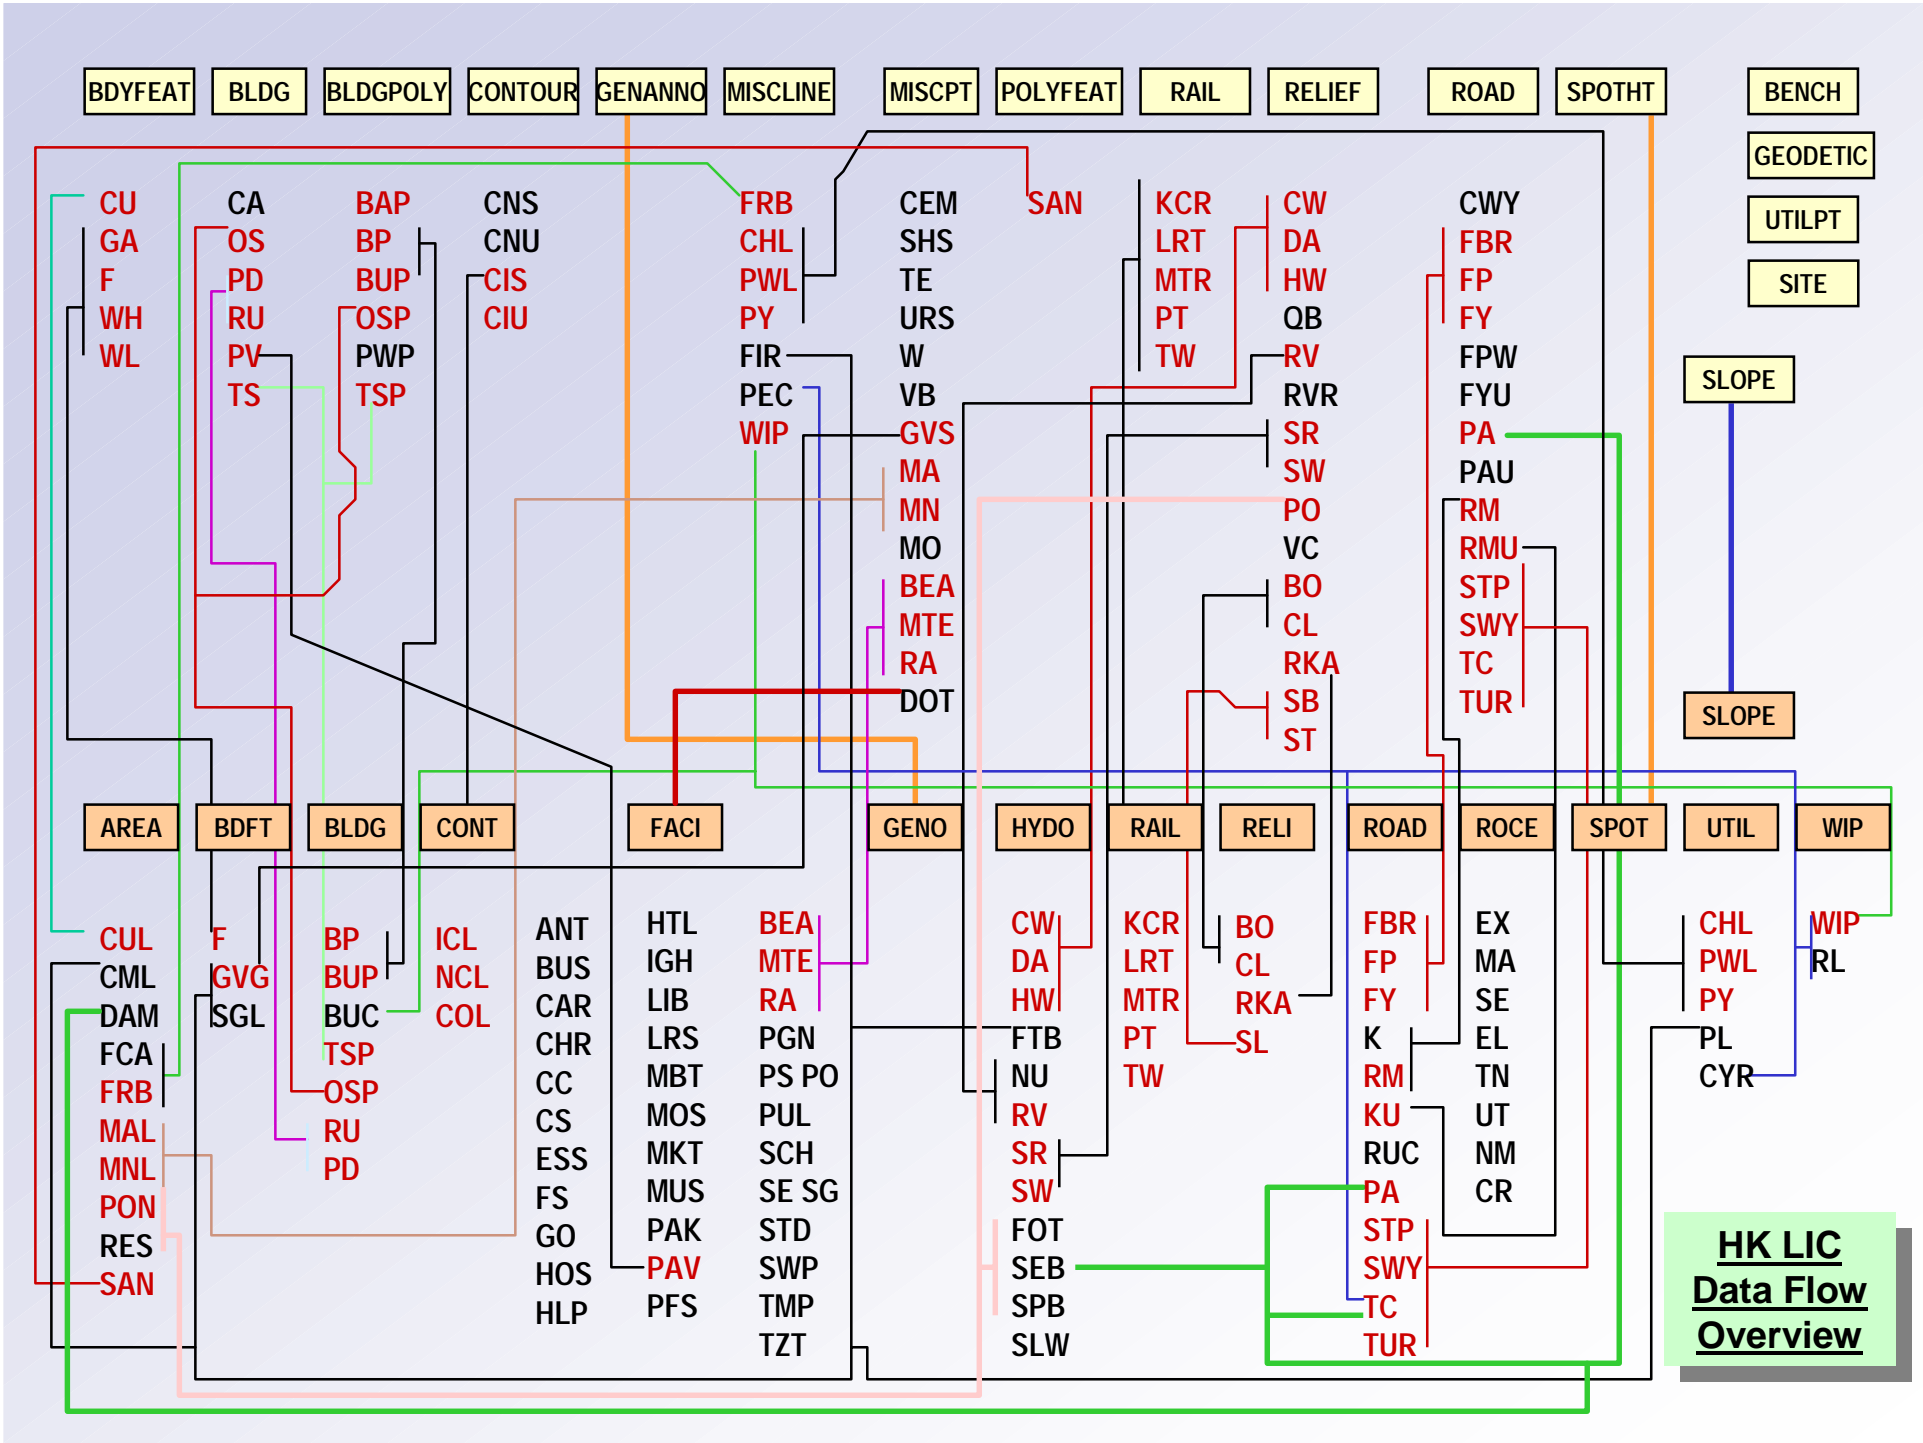 BDYFEAT BLDG BLDGPOLY CONTOUR GENANNO MISCLINE MISCPT POLYFEAT RAIL RELIEF ROAD SPOTHT BENCH
GEODETIC
UTILPT
SITE
SLOPE
SLOPE
CU
GA
F
WH
WL
CA
OS
PD
RU
PV
TS
BAP
BP
BUP
OSP
PWP
TSP
CNS
CNU
CIS
CIU
FRB
CHL
PWL
PY
FIR
PEC
WIP
CEM
SHS
TE
URS
W
VB
GVS
MA
MN
MO
BEA
MTE
RA
DOT
SAN
KCR
LRT
MTR
PT
TW
CW
DA
HW
QB
RV
RVR
SR
SW
PO
VC
BO
CL
RKA
SB
ST
CWY
FBR
FP
FY
FPW
FYU
PA
PAU
RM
RMU
STP
SWY
TC
TUR
AREA BDFT BLDG CONT FACI GENO HYDO RAIL RELI ROAD ROCE SPOT UTIL WIP
CUL
CML
DAM
FCA
FRB
MAL
MNL
PON
RES
SAN
F
GVG
SGL
BP
BUP
BUC
TSP
OSP
RU
PD
ICL
NCL
COL
ANT
BUS
CAR
CHR
CC
CS
ESS
FS
GO
HOS
HLP
HTL
IGH
LIB
LRS
MBT
MOS
MKT
MUS
PAK
PAV
PFS
BEA
MTE
RA
PGN
PS PO
PUL
SCH
SE SG
STD
SWP
TMP
TZT
CW
DA
HW
FTB
NU
RV
SR
SW
FOT
SEB
SPB
SLW
KCR
LRT
MTR
PT
TW
BO
CL
RKA
SL
FBR
FP
FY
K
RM
KU
RUC
PA
STP
SWY
TC
TUR
EX
MA
SE
EL
TN
UT
NM
CR
CHL
PWL
PY
PL
CYR
WIP
RL
HK LIC
Data Flow
Overview